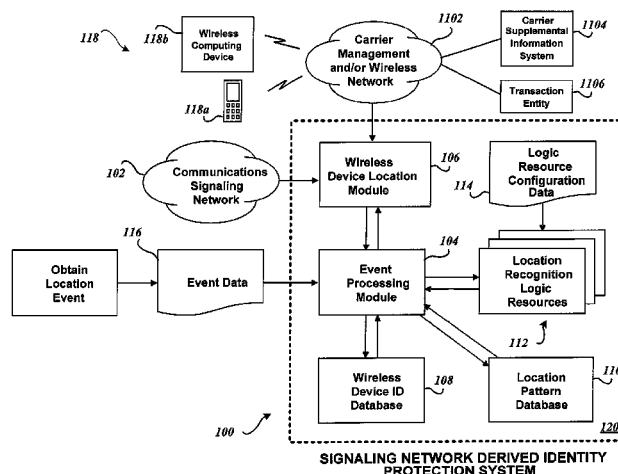 118
118b
Wireless
Computing
Device
118a
1102
Carrier
Management
and/or Wireless
Network
Carrier
Supplemental
Information
System
1104
Transaction
Entity
1106
102
Communications
Signaling
Network
Wireless
Device Location
Module
106
Logic
Resource
Configuration
Data
114
116
Obtain
Location
Event
Event Data
Event
Processing
Module
104
Location
Recognition
Logic
Resources
112
Wireless
Device ID
Database
108
Location
Pattern
Database
110
100
120
SIGNALING NETWORK DERIVED IDENTITY
PROTECTION SYSTEM